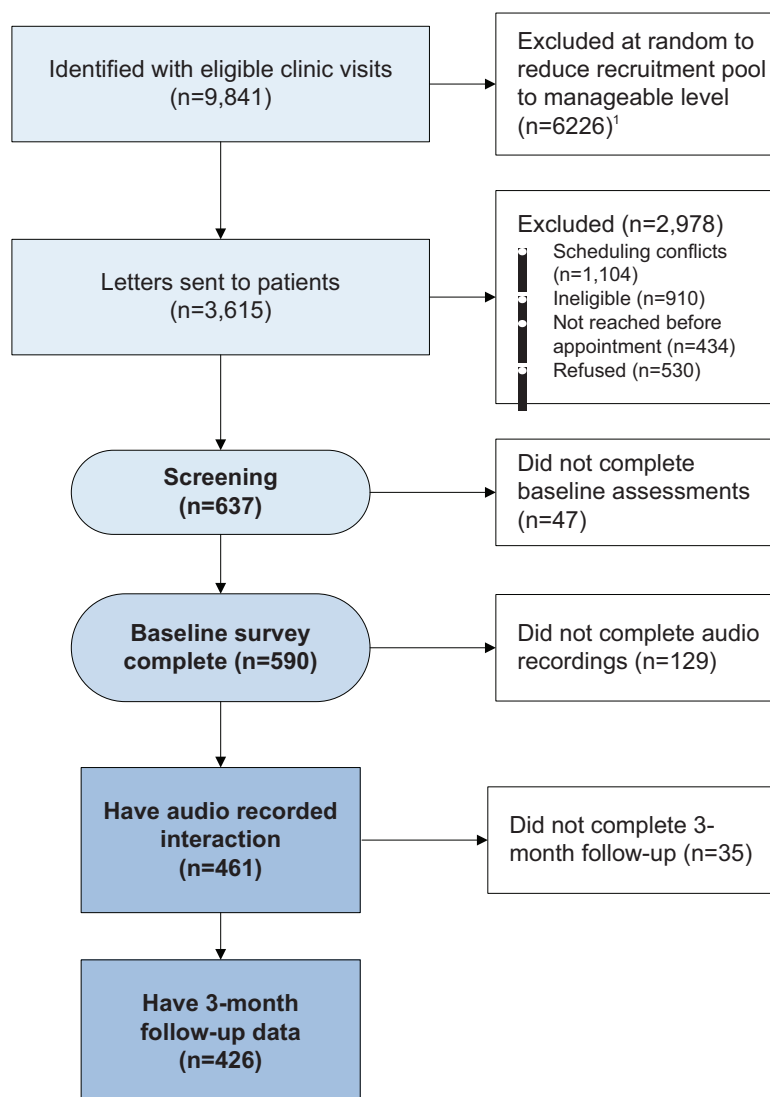 Identified with eligible clinic visits
(n=9,841)
Excluded at random to
reduce recruitment pool
to manageable level
(n=6226)¹
Letters sent to patients
(n=3,615)
Excluded (n=2,978)
Scheduling conflicts
(n=1,104)
Ineligible (n=910)
Not reached before
appointment (n=434)
Refused (n=530)
Screening
(n=637)
Did not complete
baseline assessments
(n=47)
Baseline survey
complete (n=590)
Did not complete audio
recordings (n=129)
Have audio recorded
interaction
(n=461)
Did not complete 3-
month follow-up (n=35)
Have 3-month
follow-up data
(n=426)